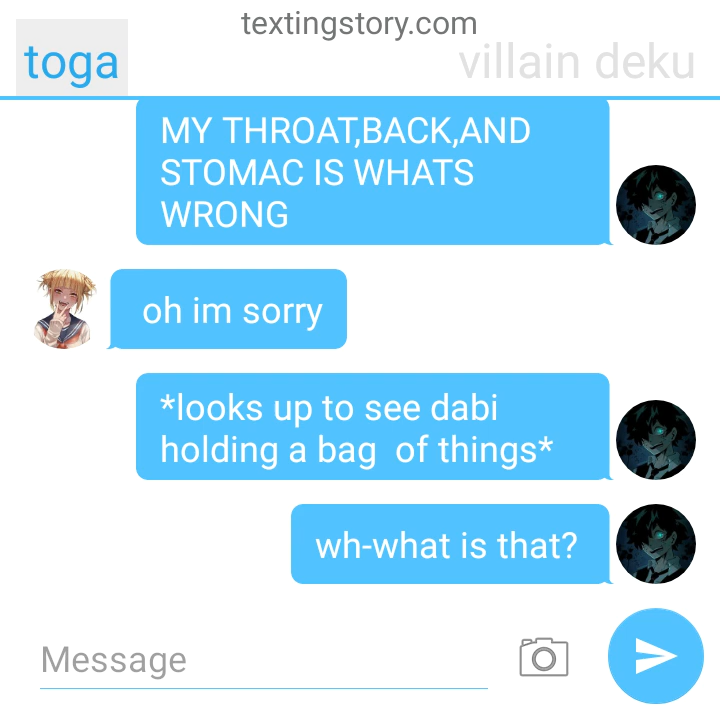 textingstory.com
toga
villain deku
MY THROAT,BACK,AND
STOMAC IS WHATS
WRONG
oh im sorry
*looks up to see dabi
holding a bag  of things*
wh-what is that?
Message